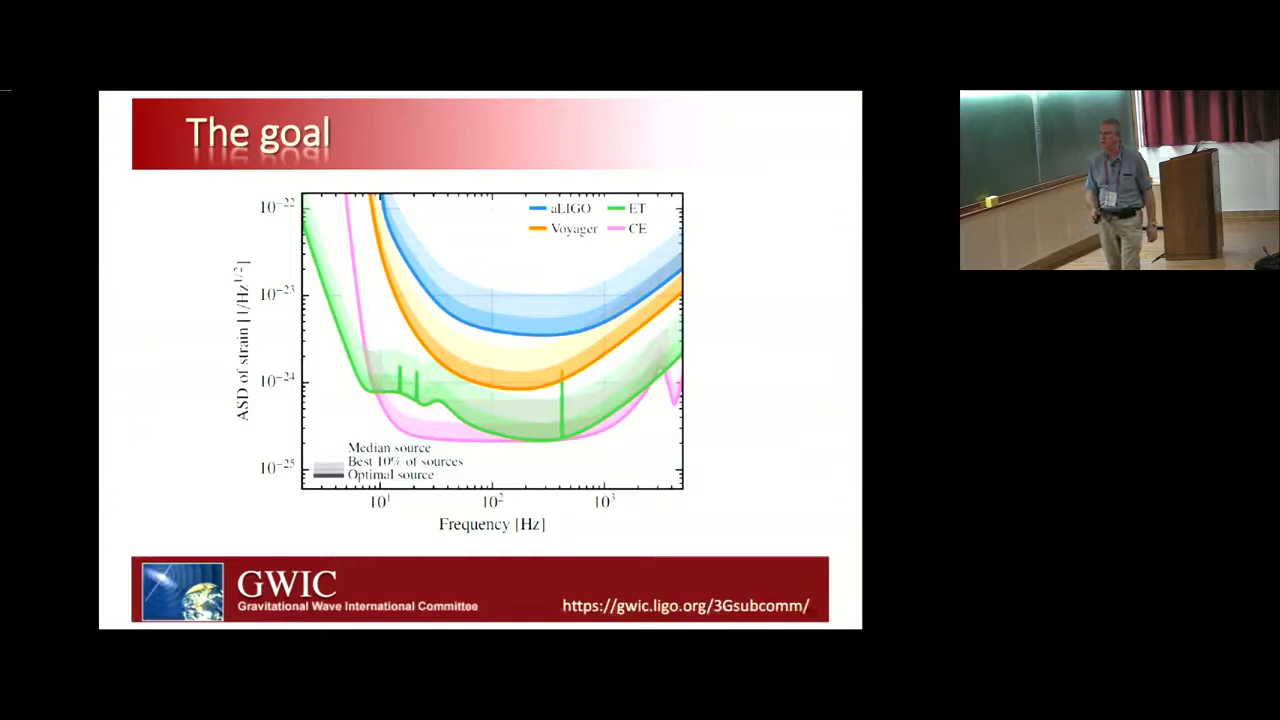 The goal
10⁻²²
10⁻²³
10⁻²⁴
10⁻²⁵
ASD of strain [1/Hz^{1/2}]
aLIGO
ET
Voyager
CE
Median source
Best 10% of sources
Optimal source
10¹
10²
10³
Frequency [Hz]
GWIC
Gravitational Wave International Committee
https://gwic.ligo.org/3Gsubcomm/